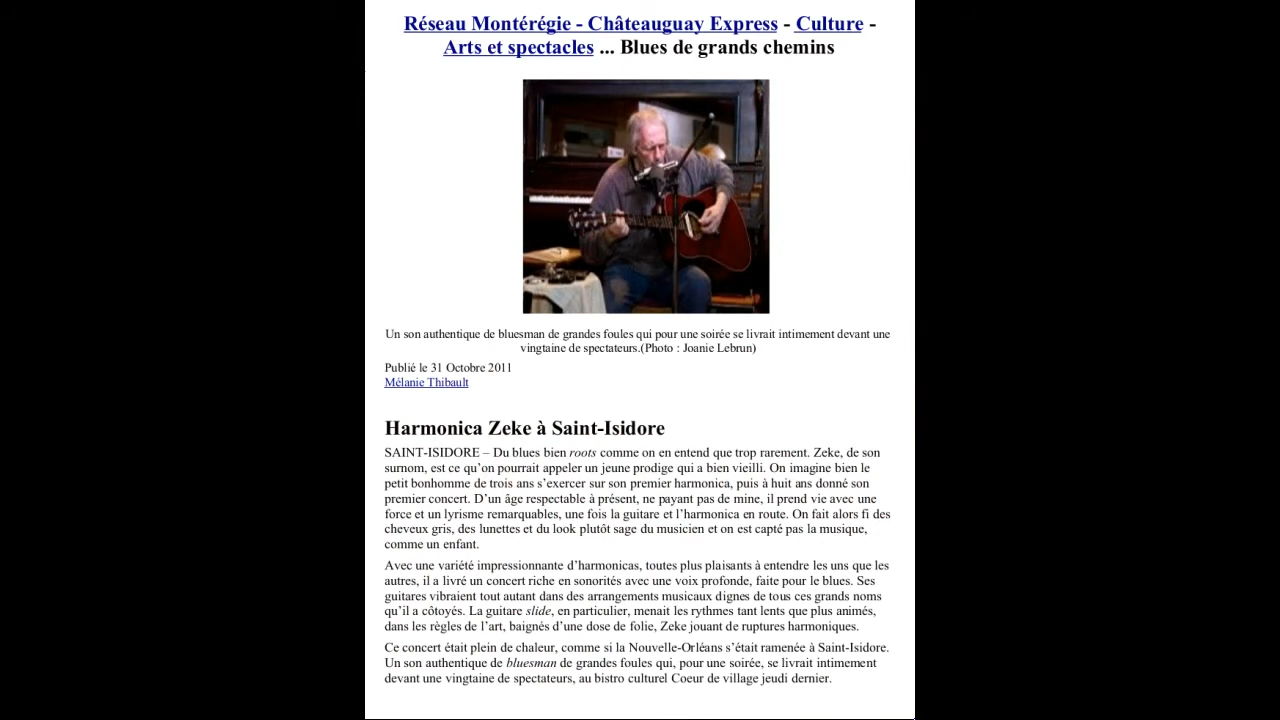 Réseau Montérégie - Châteauguay Express - Culture -
Arts et spectacles ... Blues de grands chemins
Un son authentique de bluesman de grandes foules qui pour une soirée se livrait intimement devant une
vingtaine de spectateurs.(Photo : Joanie Lebrun)
Publié le 31 Octobre 2011
Mélanie Thibault
Harmonica Zeke à Saint-Isidore
SAINT-ISIDORE – Du blues bien roots comme on en entend que trop rarement. Zeke, de son
surnom, est ce qu’on pourrait appeler un jeune prodige qui a bien vieilli. On imagine bien le
petit bonhomme de trois ans s’exercer sur son premier harmonica, puis à huit ans donné son
premier concert. D’un âge respectable à présent, ne payant pas de mine, il prend vie avec une
force et un lyrisme remarquables, une fois la guitare et l’harmonica en route. On fait alors fi des
cheveux gris, des lunettes et du look plutôt sage du musicien et on est capté pas la musique,
comme un enfant.
Avec une variété impressionnante d’harmonicas, toutes plus plaisants à entendre les uns que les
autres, il a livré un concert riche en sonorités avec une voix profonde, faite pour le blues. Ses
guitares vibraient tout autant dans des arrangements musicaux dignes de tous ces grands noms
qu’il a côtoyés. La guitare slide, en particulier, menait les rythmes tant lents que plus animés,
dans les règles de l’art, baignés d’une dose de folie, Zeke jouant de ruptures harmoniques.
Ce concert était plein de chaleur, comme si la Nouvelle-Orléans s’était ramenée à Saint-Isidore.
Un son authentique de bluesman de grandes foules qui, pour une soirée, se livrait intimement
devant une vingtaine de spectateurs, au bistro culturel Coeur de village jeudi dernier.